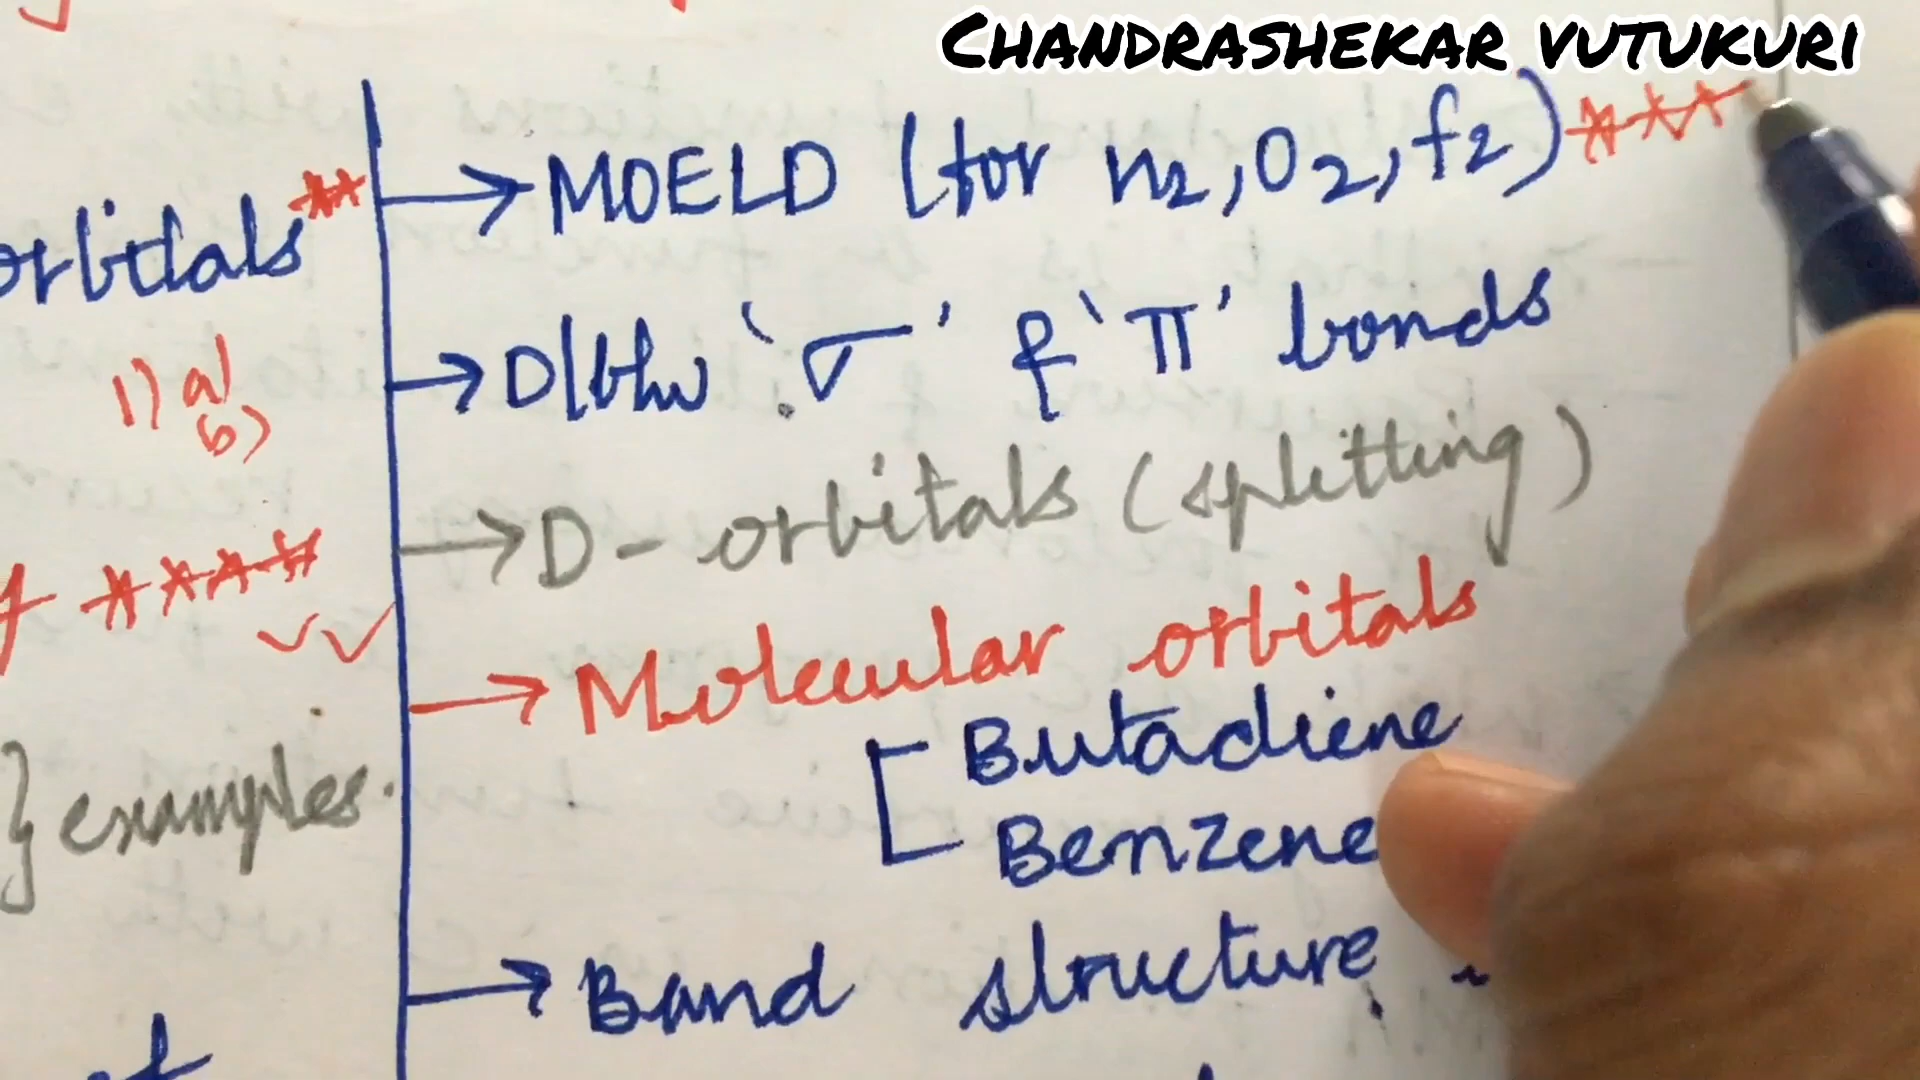 CHANDRASHEKAR VUTUKURI
orbitals**
1) a)
b)
****
} examples.
→ MOELD (for n2, O2, f2) ***
→ D/btw 'σ' & 'π' bonds
→ D- orbitals (splitting)
→ Molecular orbitals
[ Butadiene
Benzene
→ Band structure